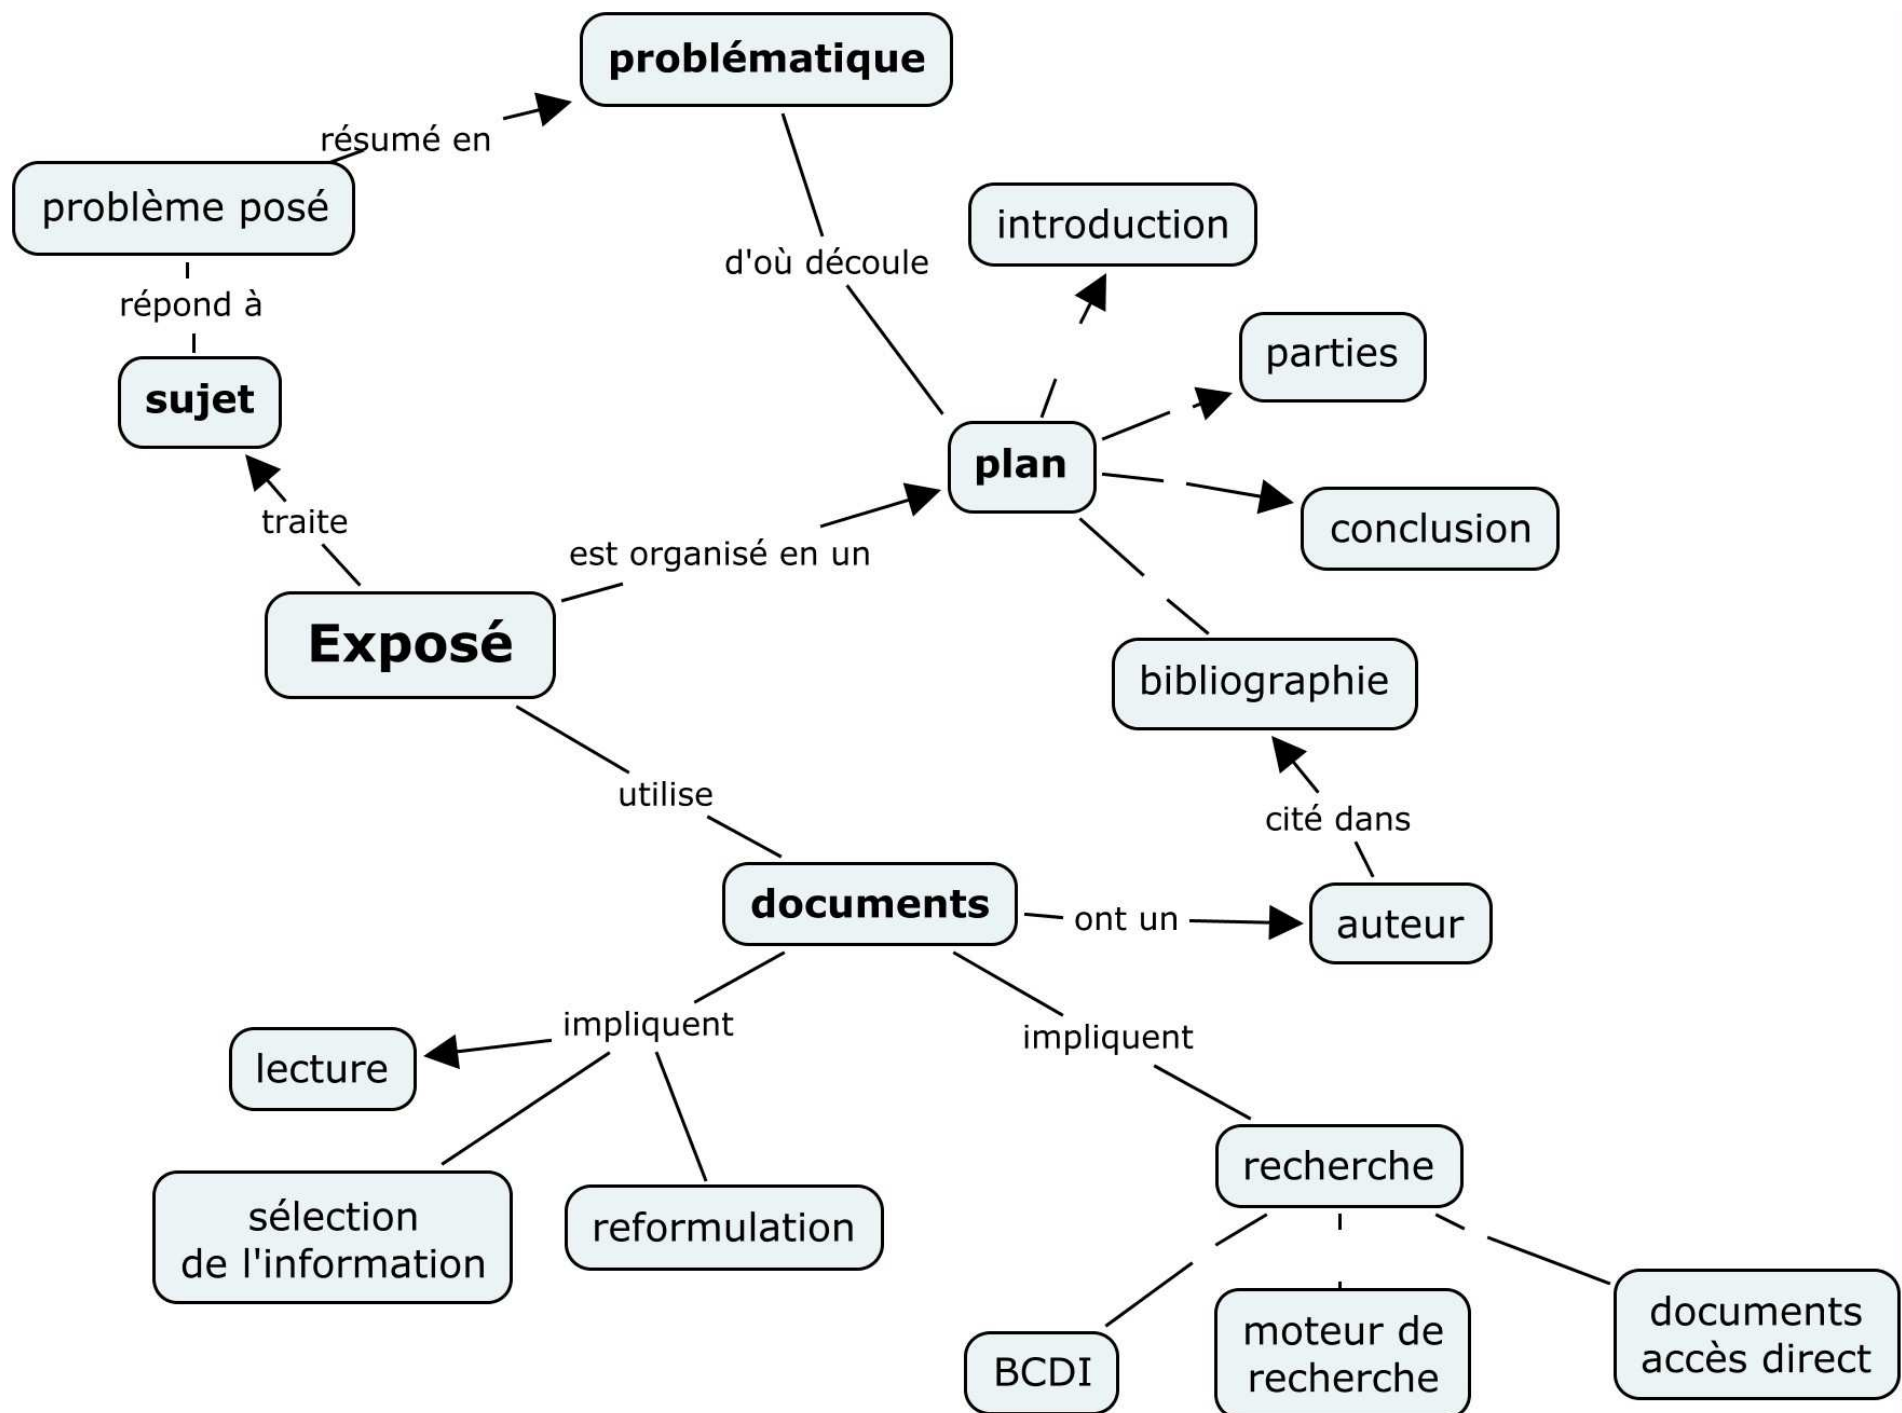 problématique
résumé en
problème posé
introduction
d'où découle
répond à
parties
sujet
plan
traite
conclusion
est organisé en un
Exposé
bibliographie
utilise
cité dans
documents
ont un
auteur
impliquent
impliquent
lecture
recherche
sélection
de l'information
reformulation
BCDI
moteur de
recherche
documents
accès direct